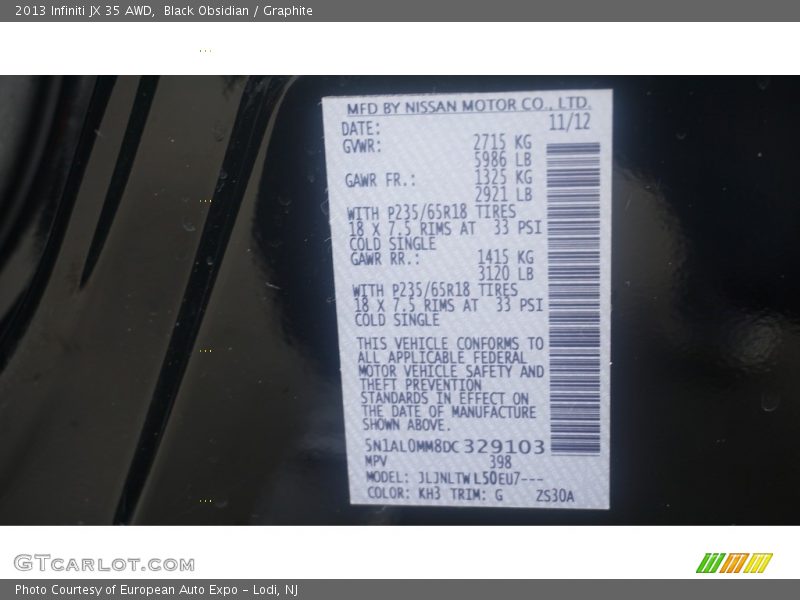 2013 Infiniti JX 35 AWD,  Black Obsidian / Graphite
MFD BY NISSAN MOTOR CO., LTD.
DATE: 11/12
GVWR: 2715 KG
5986 LB
GAWR FR.: 1325 KG
2921 LB
WITH P235/65R18 TIRES
18 X 7.5 RIMS AT 33 PSI
COLD SINGLE
GAWR RR.: 1415 KG
3120 LB
WITH P235/65R18 TIRES
18 X 7.5 RIMS AT 33 PSI
COLD SINGLE
THIS VEHICLE CONFORMS TO
ALL APPLICABLE FEDERAL
MOTOR VEHICLE SAFETY AND
THEFT PREVENTION
STANDARDS IN EFFECT ON
THE DATE OF MANUFACTURE
SHOWN ABOVE.
5N1AL0MM8DC329103
MPV 398
MODEL: JLJNLTWL50EU7---
COLOR: KH3 TRIM: G ZS30A
GTCARLOT.COM
Photo Courtesy of European Auto Expo - Lodi, NJ